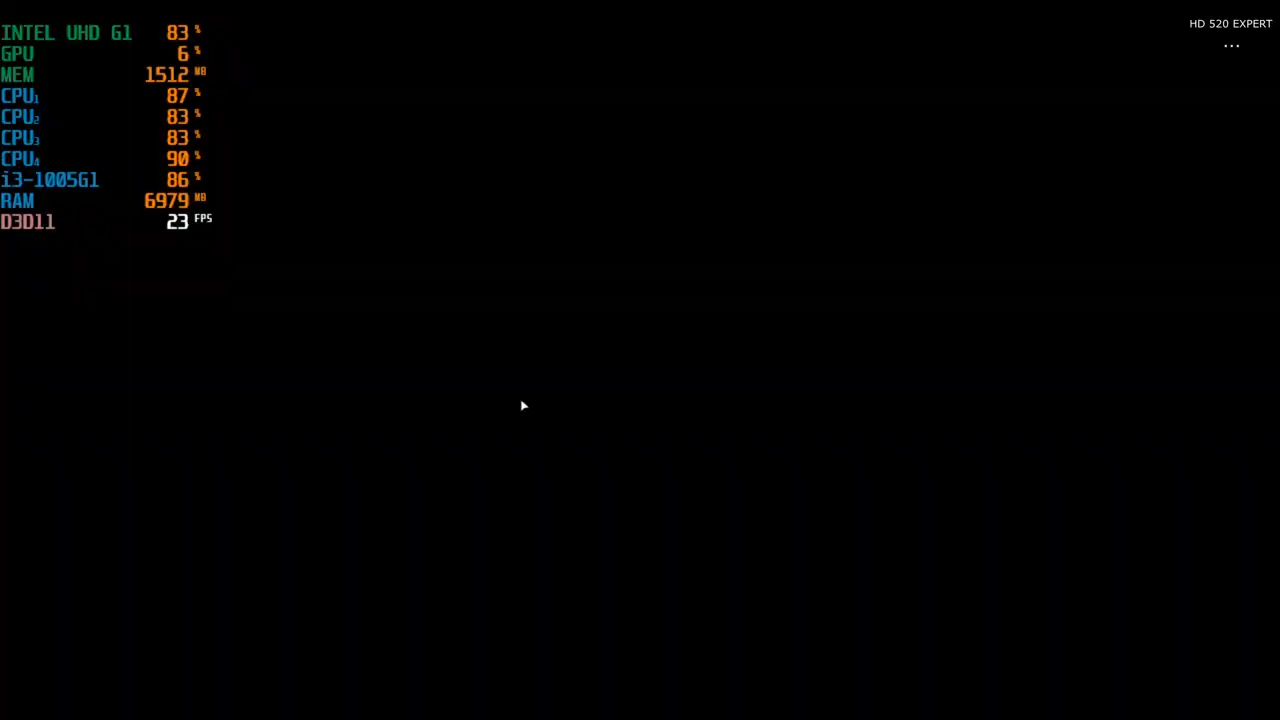 INTEL UHD G1 83 %
GPU 6 %
MEM 1512 MB
CPU1 87 %
CPU2 83 %
CPU3 83 %
CPU4 90 %
i3-1005G1 86 %
RAM 6979 MB
D3D11 23 FPS
HD 520 EXPERT
...